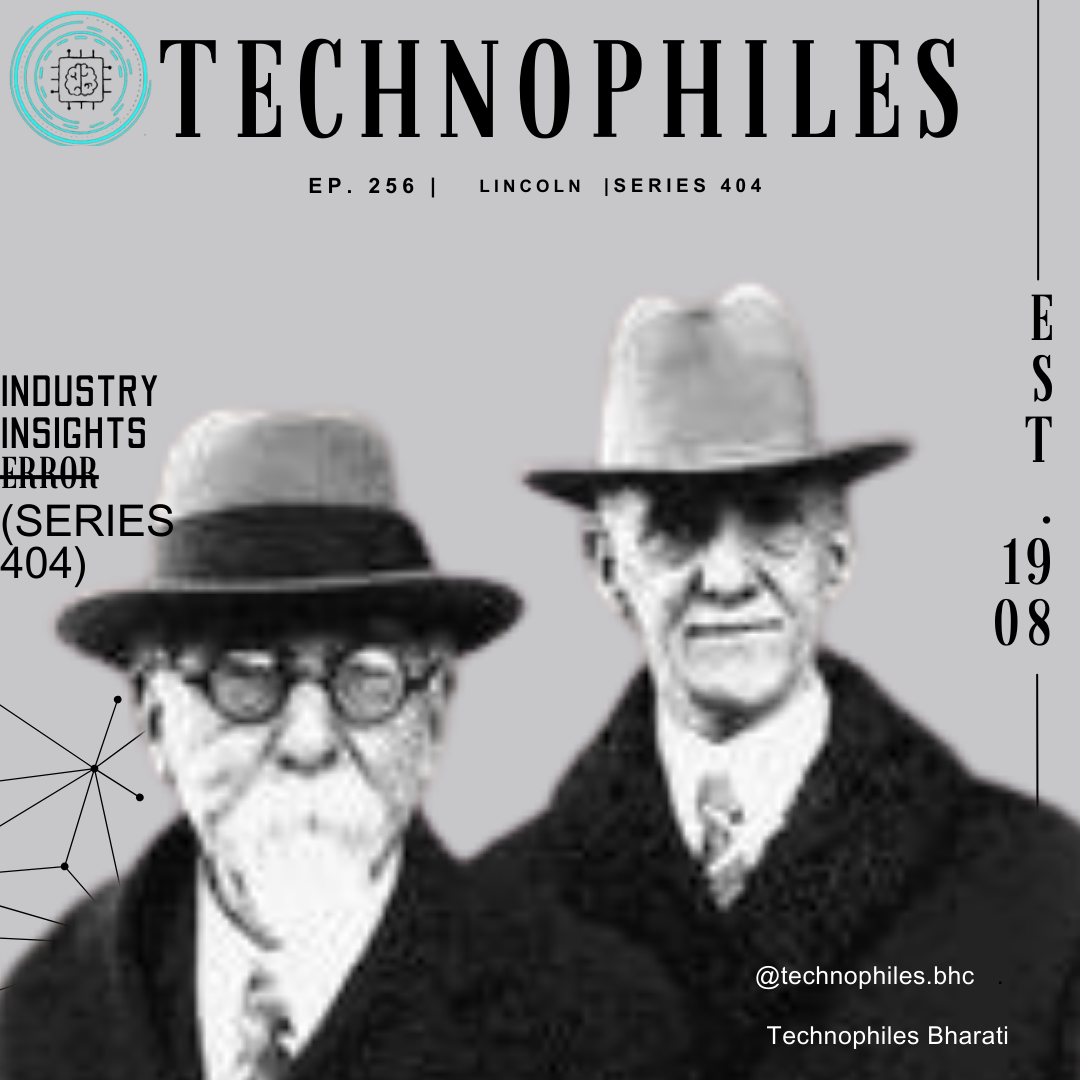 TECHNOPHILES
EP. 256 | LINCOLN |SERIES 404
INDUSTRY
INSIGHTS
ERROR
(SERIES
404)
E
S
T
.
19
08
@technophiles.bhc
Technophiles Bharati